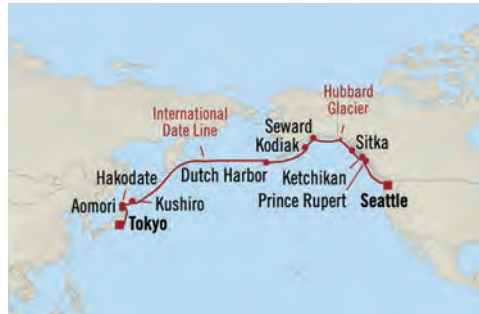 Hubbard
Glacier
International
Date Line
Seward
Kodiak
Sitka
Dutch Harbor
Ketchikan
Prince Rupert
Seattle
Hakodate
Aomori
Kushiro
Tokyo